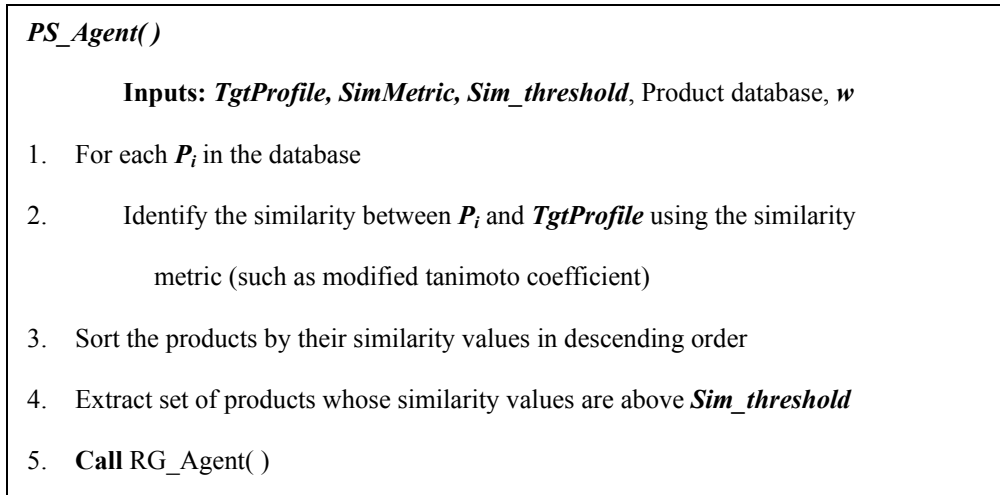 PS_Agent( )
Inputs: TgtProfile, SimMetric, Sim_threshold, Product database, w
1. For each Pi in the database
2. Identify the similarity between Pi and TgtProfile using the similarity
metric (such as modified tanimoto coefficient)
3. Sort the products by their similarity values in descending order
4. Extract set of products whose similarity values are above Sim_threshold
5. Call RG_Agent( )